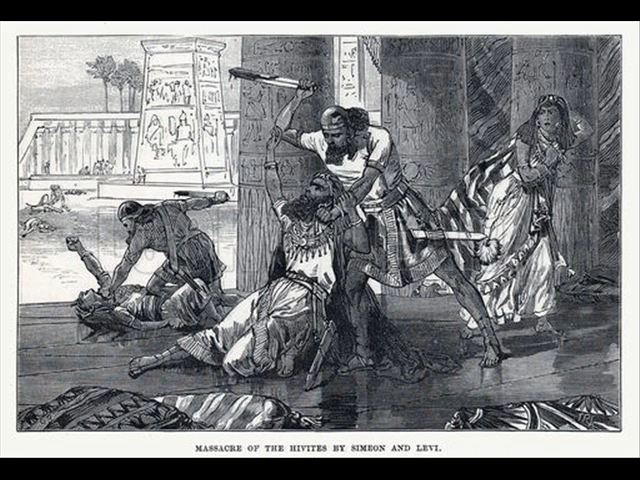 MASSACRE OF THE HIVITES BY SIMEON AND LEVI.